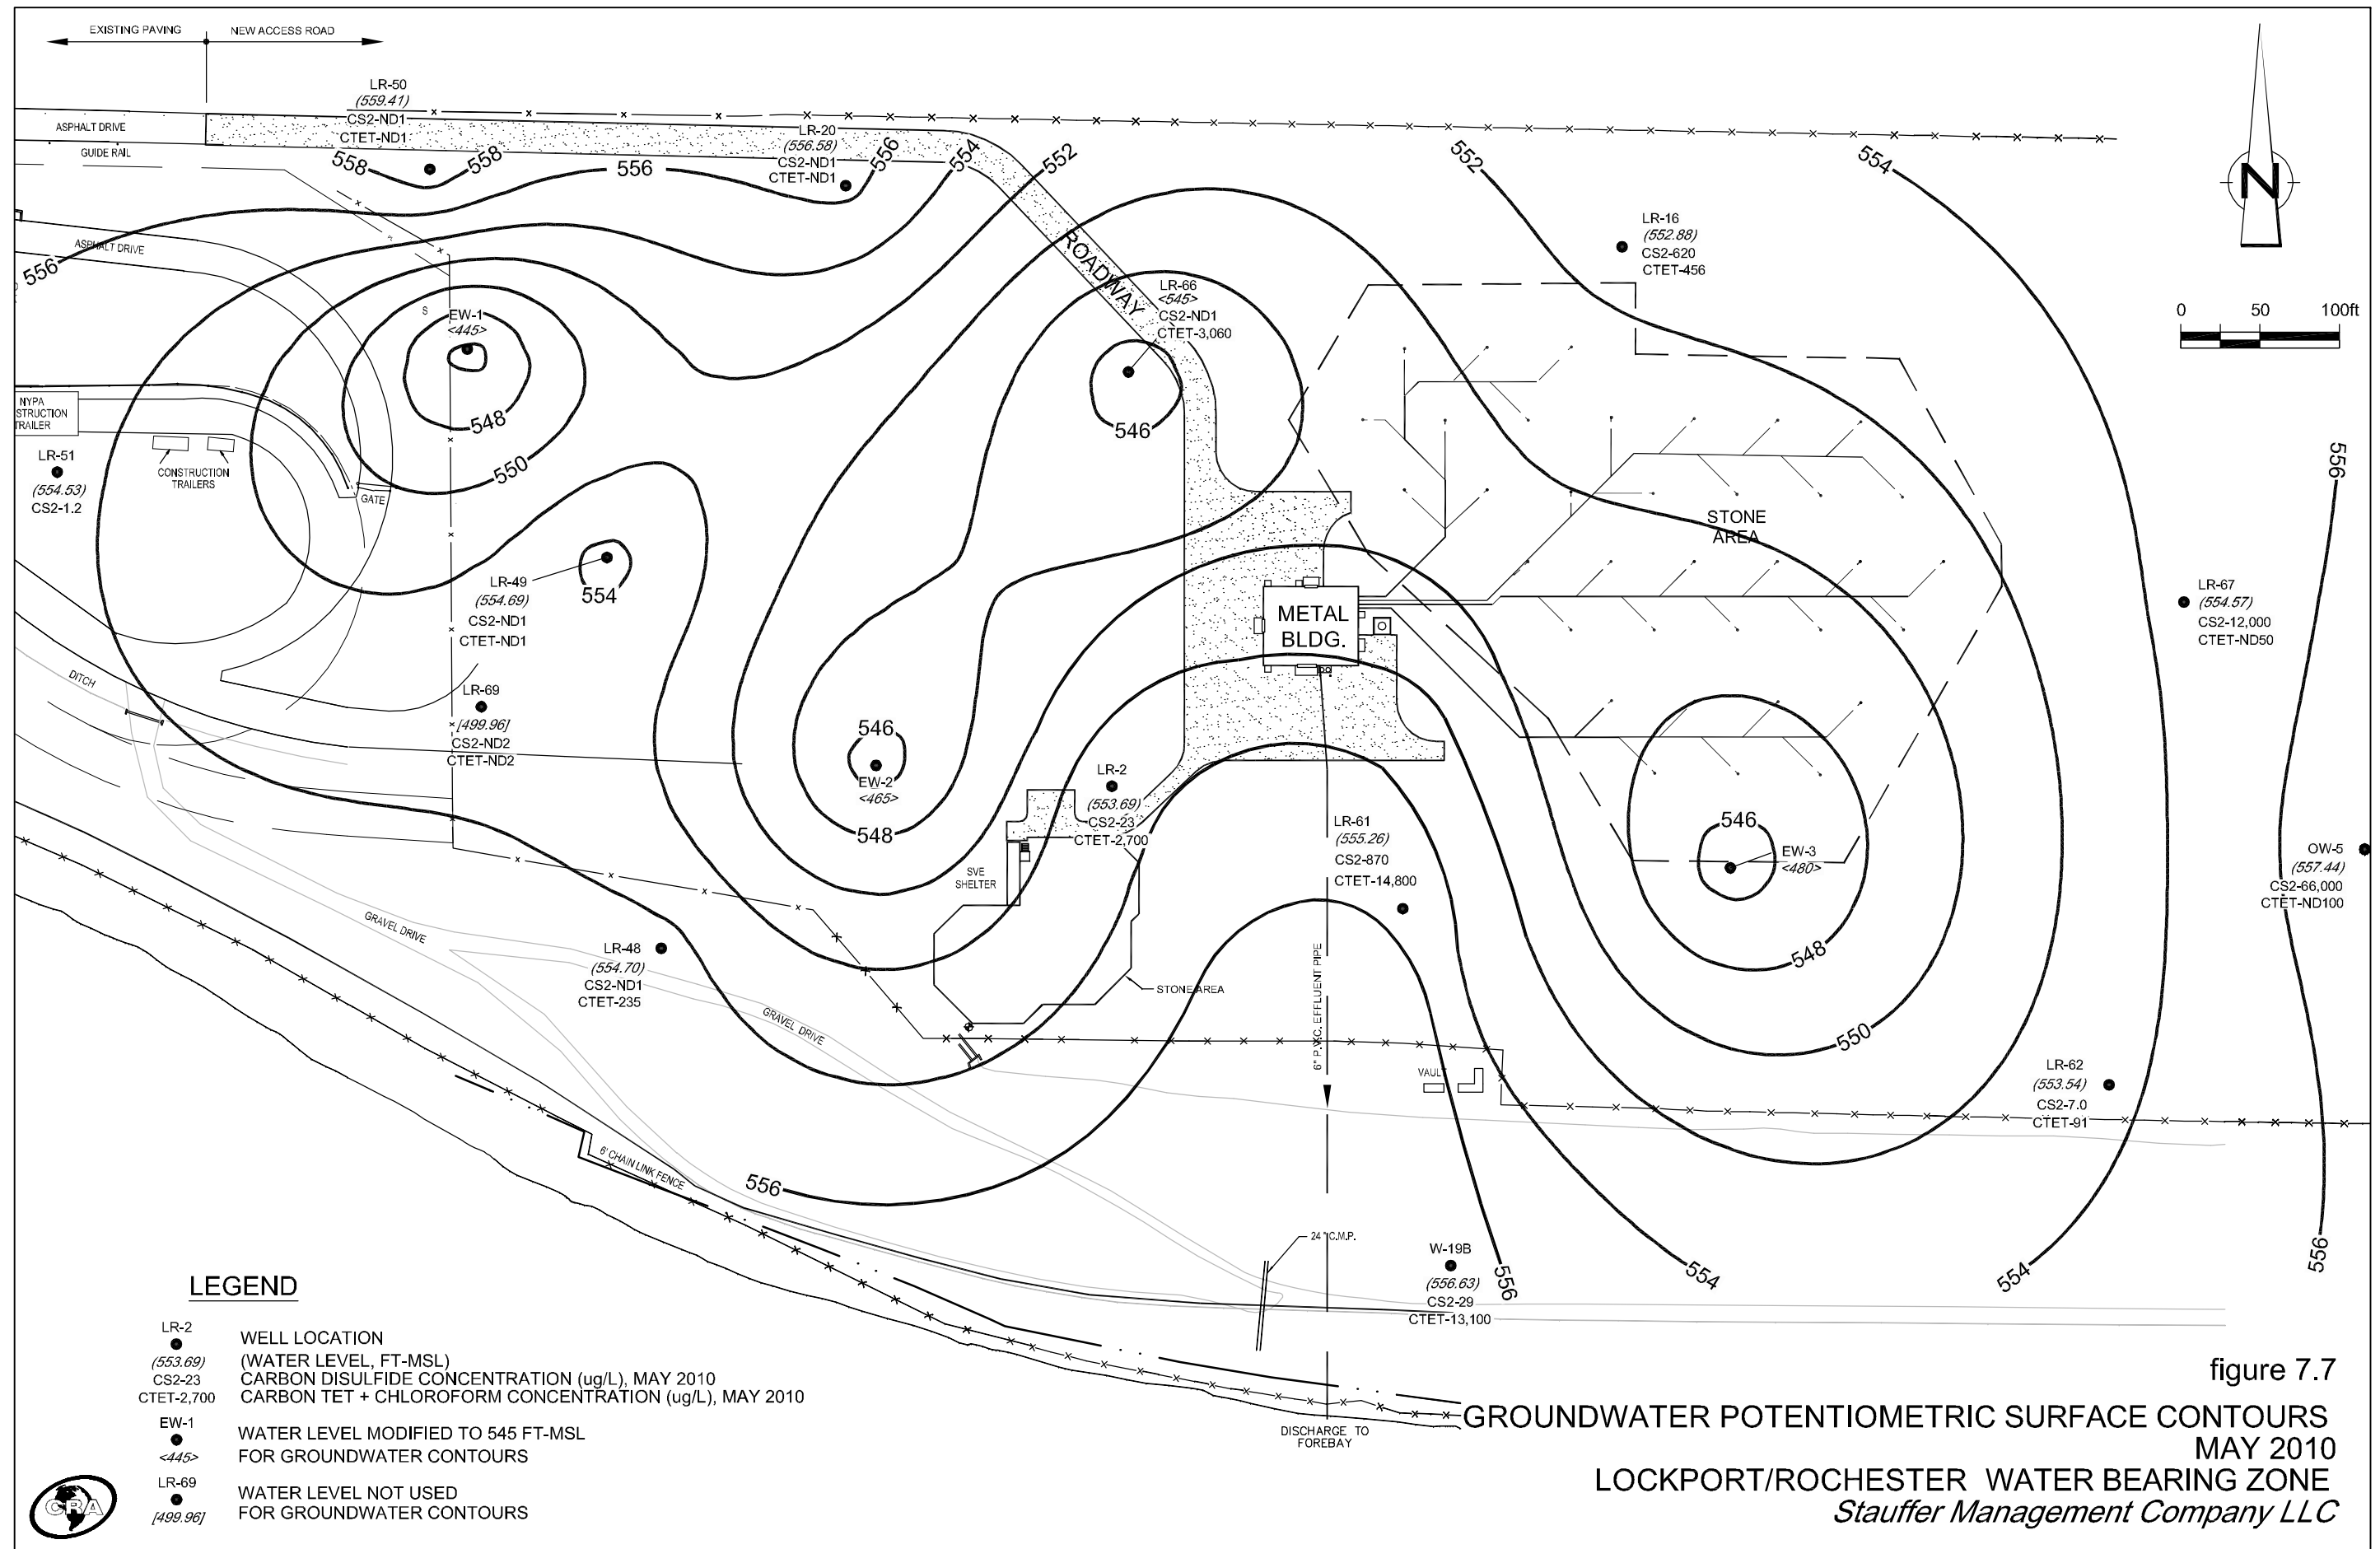 EXISTING PAVING
NEW ACCESS ROAD
LR-50
(559.41)
CS2-ND1
CTET-ND1
ASPHALT DRIVE
GUIDE RAIL
558
558
556
LR-20
(556.58)
CS2-ND1
CTET-ND1
556
554
552
552
554
N
0 50 100ft
ASPHALT DRIVE
556
ROADWAY
LR-16
(552.88)
CS2-620
CTET-456
LR-66
<545>
CS2-ND1
CTET-3,060
546
S
EW-1
<445>
548
550
NYPA
STRUCTION
TRAILER
CONSTRUCTION
TRAILERS
GATE
LR-51
(554.53)
CS2-1.2
LR-49
(554.69)
CS2-ND1
CTET-ND1
554
STONE
AREA
556
METAL
BLDG.
LR-67
(554.57)
CS2-12,000
CTET-ND50
DITCH
LR-69
[499.96]
CS2-ND2
CTET-ND2
546
EW-2
<465>
548
LR-2
(553.69)
CS2-23
CTET-2,700
LR-61
(555.26)
CS2-870
CTET-14,800
546
EW-3
<480>
548
550
OW-5
(557.44)
CS2-66,000
CTET-ND100
SVE
SHELTER
GRAVEL DRIVE
LR-48
(554.70)
CS2-ND1
CTET-235
STONE AREA
GRAVEL DRIVE
6" P.V.C. EFFLUENT PIPE
VAULT
LR-62
(553.54)
CS2-7.0
CTET-91
6' CHAIN LINK FENCE
556
24" C.M.P.
W-19B
(556.63)
CS2-29
CTET-13,100
556
554
554
556
DISCHARGE TO
FOREBAY
LEGEND
LR-2
WELL LOCATION
(553.69) (WATER LEVEL, FT-MSL)
CS2-23 CARBON DISULFIDE CONCENTRATION (ug/L), MAY 2010
CTET-2,700 CARBON TET + CHLOROFORM CONCENTRATION (ug/L), MAY 2010
EW-1
WATER LEVEL MODIFIED TO 545 FT-MSL
<445> FOR GROUNDWATER CONTOURS
LR-69
WATER LEVEL NOT USED
[499.96] FOR GROUNDWATER CONTOURS
CRA
figure 7.7
GROUNDWATER POTENTIOMETRIC SURFACE CONTOURS
MAY 2010
LOCKPORT/ROCHESTER WATER BEARING ZONE
Stauffer Management Company LLC